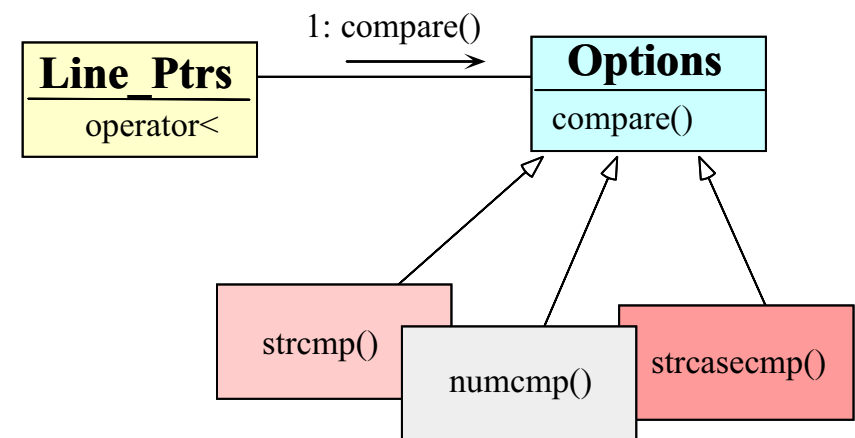 1: compare()
Line_Ptrs
operator<
Options
compare()
strcmp()
numcmp()
strcasecmp()